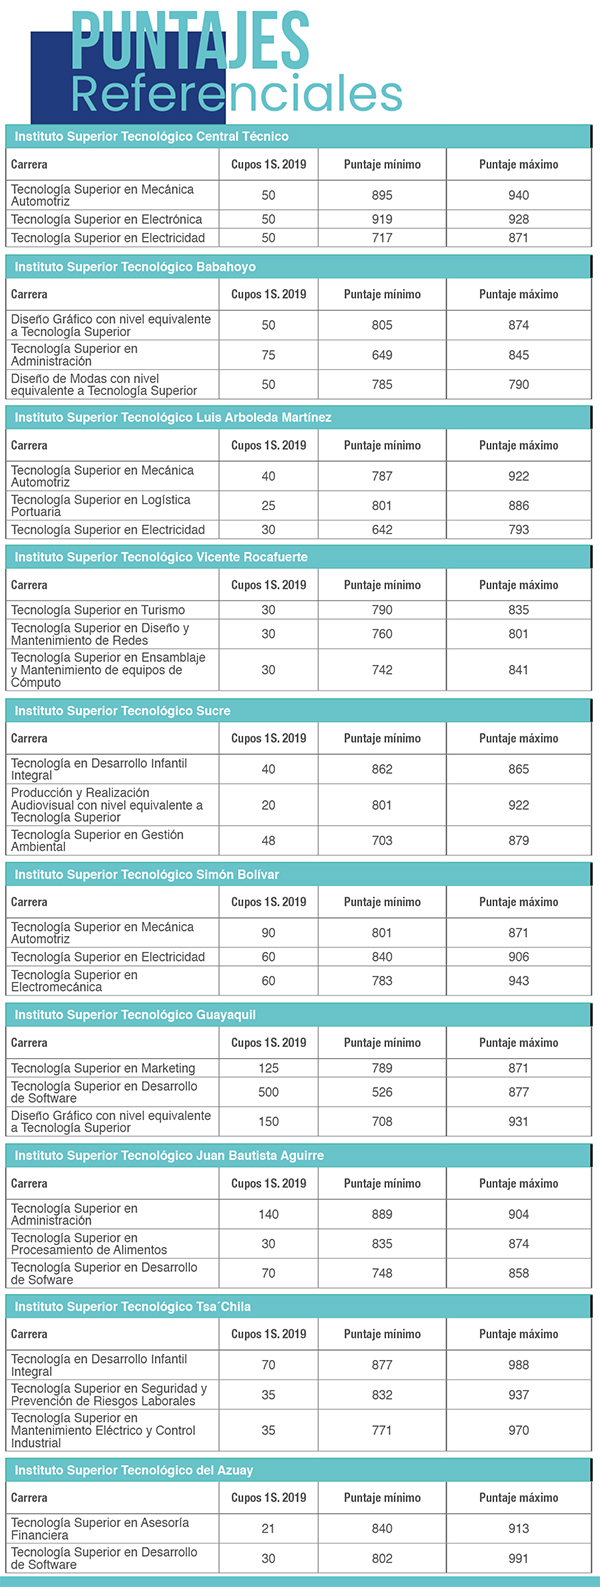 PUNTAJES
Referenciales
Instituto Superior Tecnológico Central Técnico
Carrera Cupos 1S. 2019 Puntaje mínimo Puntaje máximo
Tecnología Superior en Mecánica
Automotriz 50 895 940
Tecnología Superior en Electrónica 50 919 928
Tecnología Superior en Electricidad 50 717 871
Instituto Superior Tecnológico Babahoyo
Carrera Cupos 1S. 2019 Puntaje mínimo Puntaje máximo
Diseño Gráfico con nivel equivalente
a Tecnología Superior 50 805 874
Tecnología Superior en
Administración 75 649 845
Diseño de Modas con nivel
equivalente a Tecnología Superior 50 785 790
Instituto Superior Tecnológico Luis Arboleda Martínez
Carrera Cupos 1S. 2019 Puntaje mínimo Puntaje máximo
Tecnología Superior en Mecánica
Automotriz 40 787 922
Tecnología Superior en Logística
Portuaria 25 801 886
Tecnología Superior en Electricidad 30 642 793
Instituto Superior Tecnológico Vicente Rocafuerte
Carrera Cupos 1S. 2019 Puntaje mínimo Puntaje máximo
Tecnología Superior en Turismo 30 790 835
Tecnología Superior en Diseño y
Mantenimiento de Redes 30 760 801
Tecnología Superior en Ensamblaje
y Mantenimiento de equipos de
Cómputo 30 742 841
Instituto Superior Tecnológico Sucre
Carrera Cupos 1S. 2019 Puntaje mínimo Puntaje máximo
Tecnología en Desarrollo Infantil
Integral 40 862 865
Producción y Realización
Audiovisual con nivel equivalente a
Tecnología Superior 20 801 922
Tecnología Superior en Gestión
Ambiental 48 703 879
Instituto Superior Tecnológico Simón Bolívar
Carrera Cupos 1S. 2019 Puntaje mínimo Puntaje máximo
Tecnología Superior en Mecánica
Automotriz 90 801 871
Tecnología Superior en Electricidad 60 840 906
Tecnología Superior en
Electromecánica 60 783 943
Instituto Superior Tecnológico Guayaquil
Carrera Cupos 1S. 2019 Puntaje mínimo Puntaje máximo
Tecnología Superior en Marketing 125 789 871
Tecnología Superior en Desarrollo
de Software 500 526 877
Diseño Gráfico con nivel equivalente
a Tecnología Superior 150 708 931
Instituto Superior Tecnológico Juan Bautista Aguirre
Carrera Cupos 1S. 2019 Puntaje mínimo Puntaje máximo
Tecnología Superior en
Administración 140 889 904
Tecnología Superior en
Procesamiento de Alimentos 30 835 874
Tecnología Superior en Desarrollo
de Sofware 70 748 858
Instituto Superior Tecnológico Tsa´Chila
Carrera Cupos 1S. 2019 Puntaje mínimo Puntaje máximo
Tecnología en Desarrollo Infantil
Integral 70 877 988
Tecnología Superior en Seguridad y
Prevención de Riesgos Laborales 35 832 937
Tecnología Superior en
Mantenimiento Eléctrico y Control
Industrial 35 771 970
Instituto Superior Tecnológico del Azuay
Carrera Cupos 1S. 2019 Puntaje mínimo Puntaje máximo
Tecnología Superior en Asesoría
Financiera 21 840 913
Tecnología Superior en Desarrollo
de Software 30 802 991